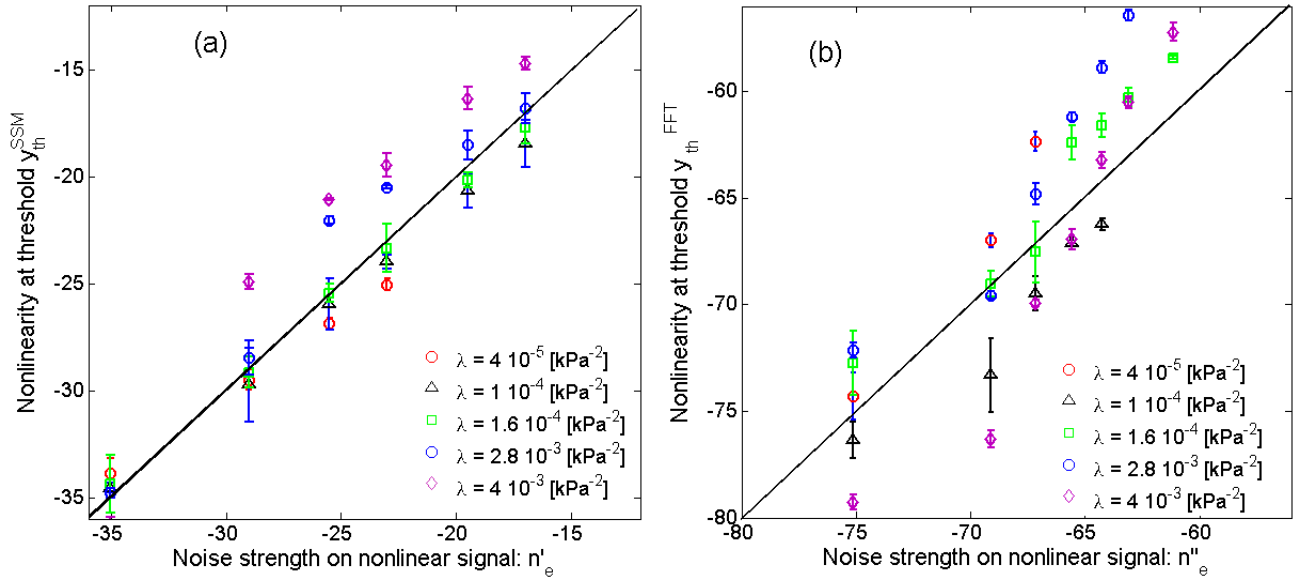 (a)
Nonlinearity at threshold y_th^SSM
-15
-20
-25
-30
-35
-35
-30
-25
-20
-15
Noise strength on nonlinear signal: n'_e
λ = 4 10^-5 [kPa^-2]
λ = 1 10^-4 [kPa^-2]
λ = 1.6 10^-4 [kPa^-2]
λ = 2.8 10^-3 [kPa^-2]
λ = 4 10^-3 [kPa^-2]
(b)
Nonlinearity at threshold y_th^FFT
-60
-65
-70
-75
-80
-80
-75
-70
-65
-60
Noise strength on nonlinear signal: n''_e
λ = 4 10^-5 [kPa^-2]
λ = 1 10^-4 [kPa^-2]
λ = 1.6 10^-4 [kPa^-2]
λ = 2.8 10^-3 [kPa^-2]
λ = 4 10^-3 [kPa^-2]